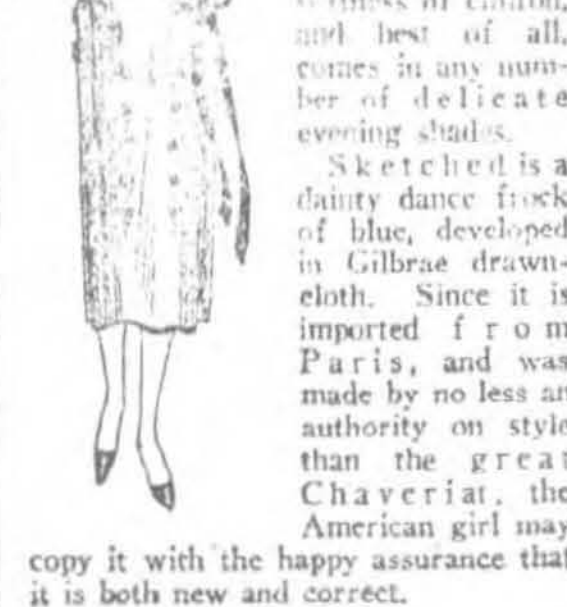 of chiffon,
and best of all,
comes in any num-
ber of delicate
evening shades.
Sketched is a
dainty dance frock
of blue, developed
in Gilbrae drawn-
cloth. Since it is
imported from
Paris, and was
made by no less an
authority on style
than the great
Chaveriat, the
American girl may
copy it with the happy assurance that
it is both new and correct.